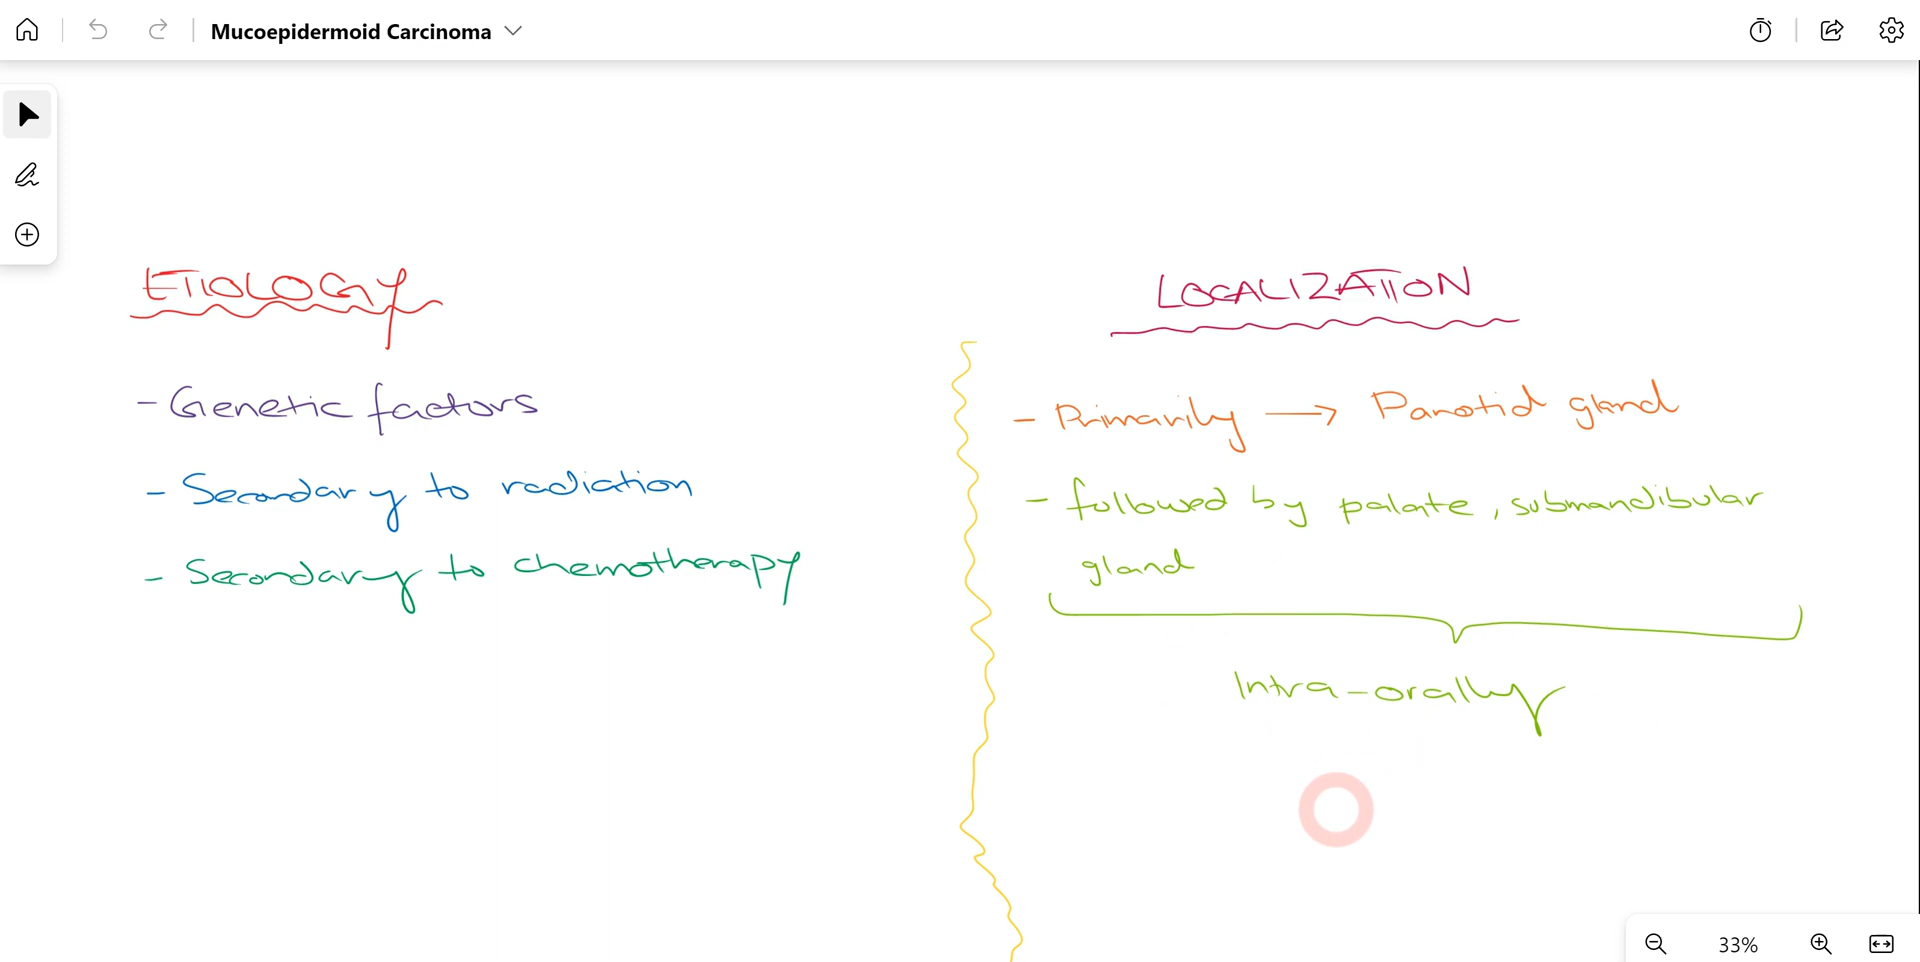 Mucoepidermoid Carcinoma
ETIOLOGY
- Genetic factors
- Secondary to radiation
- Secondary to chemotherapy
LOCALIZATION
- Primarily → Parotid gland
- followed by palate, submandibular
gland
Intra-orally
33%